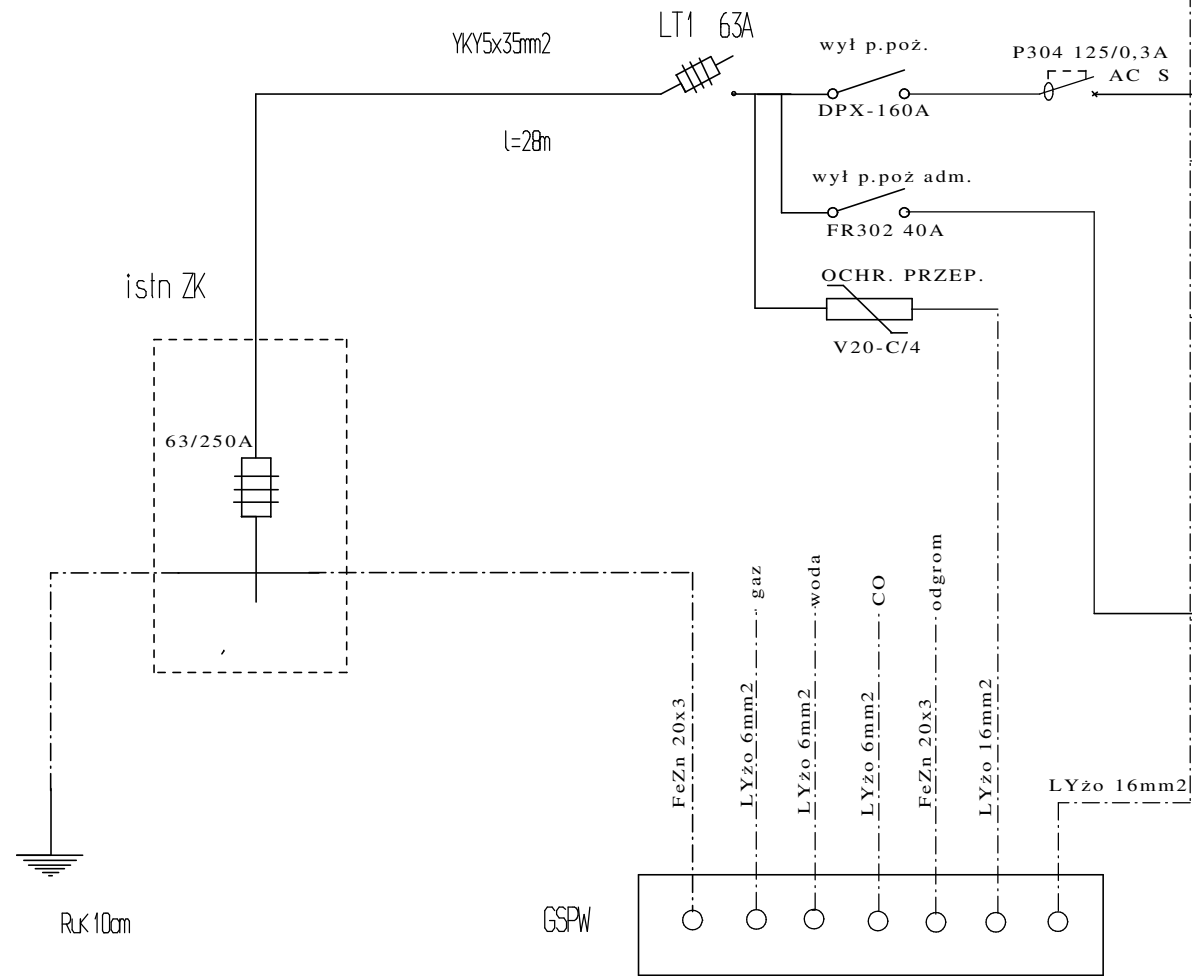 LT1 63A
YKY5x35mm2
wył p.poż.
P304 125/0,3A
AC S
DPX-160A
l=28m
wył p.poż adm.
FR302 40A
istn ZK
OCHR. PRZEP.
V20-C/4
63/250A
gaz
woda
CO
odgrom
FeZn 20x3
LYżo 6mm2
LYżo 6mm2
LYżo 6mm2
FeZn 20x3
LYżo 16mm2
LYżo 16mm2
GSPW